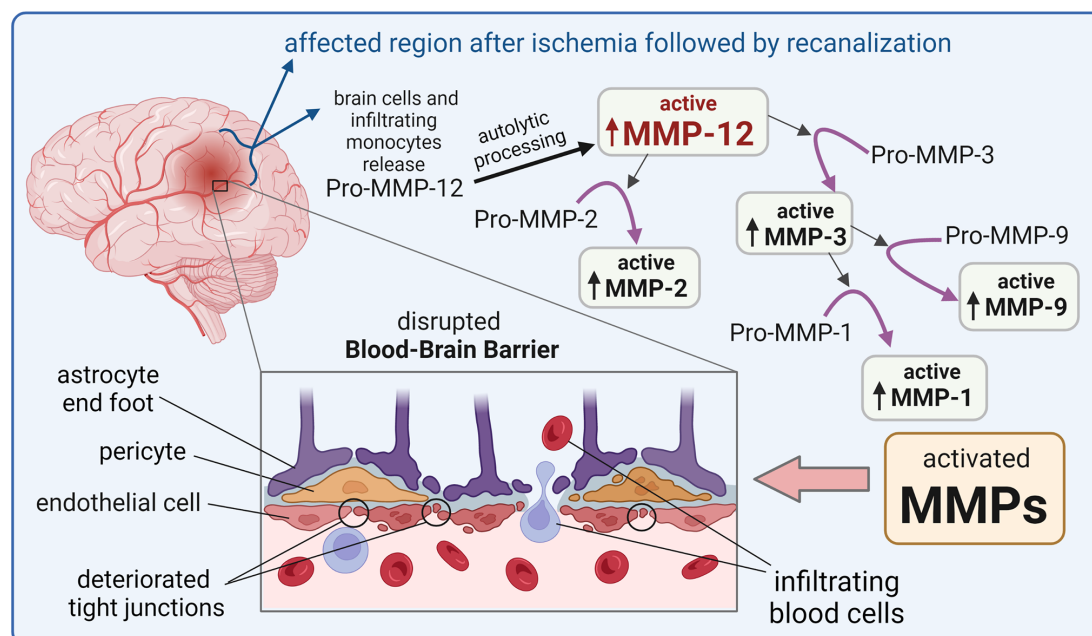 affected region after ischemia followed by recanalization
brain cells and
infiltrating
monocytes
release
Pro-MMP-12
autolytic
processing
active
↑MMP-12
Pro-MMP-3
Pro-MMP-2
active
↑MMP-3
Pro-MMP-9
active
↑MMP-2
active
↑MMP-9
Pro-MMP-1
active
↑MMP-1
disrupted
Blood-Brain Barrier
astrocyte
end foot
pericyte
endothelial cell
deteriorated
tight junctions
activated
MMPs
infiltrating
blood cells